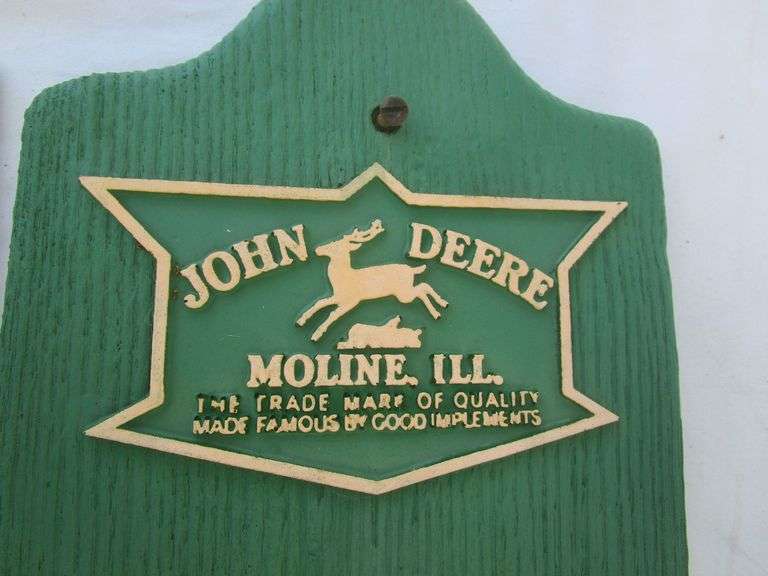 JOHN DEERE
MOLINE, ILL.
THE TRADE MARK OF QUALITY
MADE FAMOUS BY GOOD IMPLEMENTS